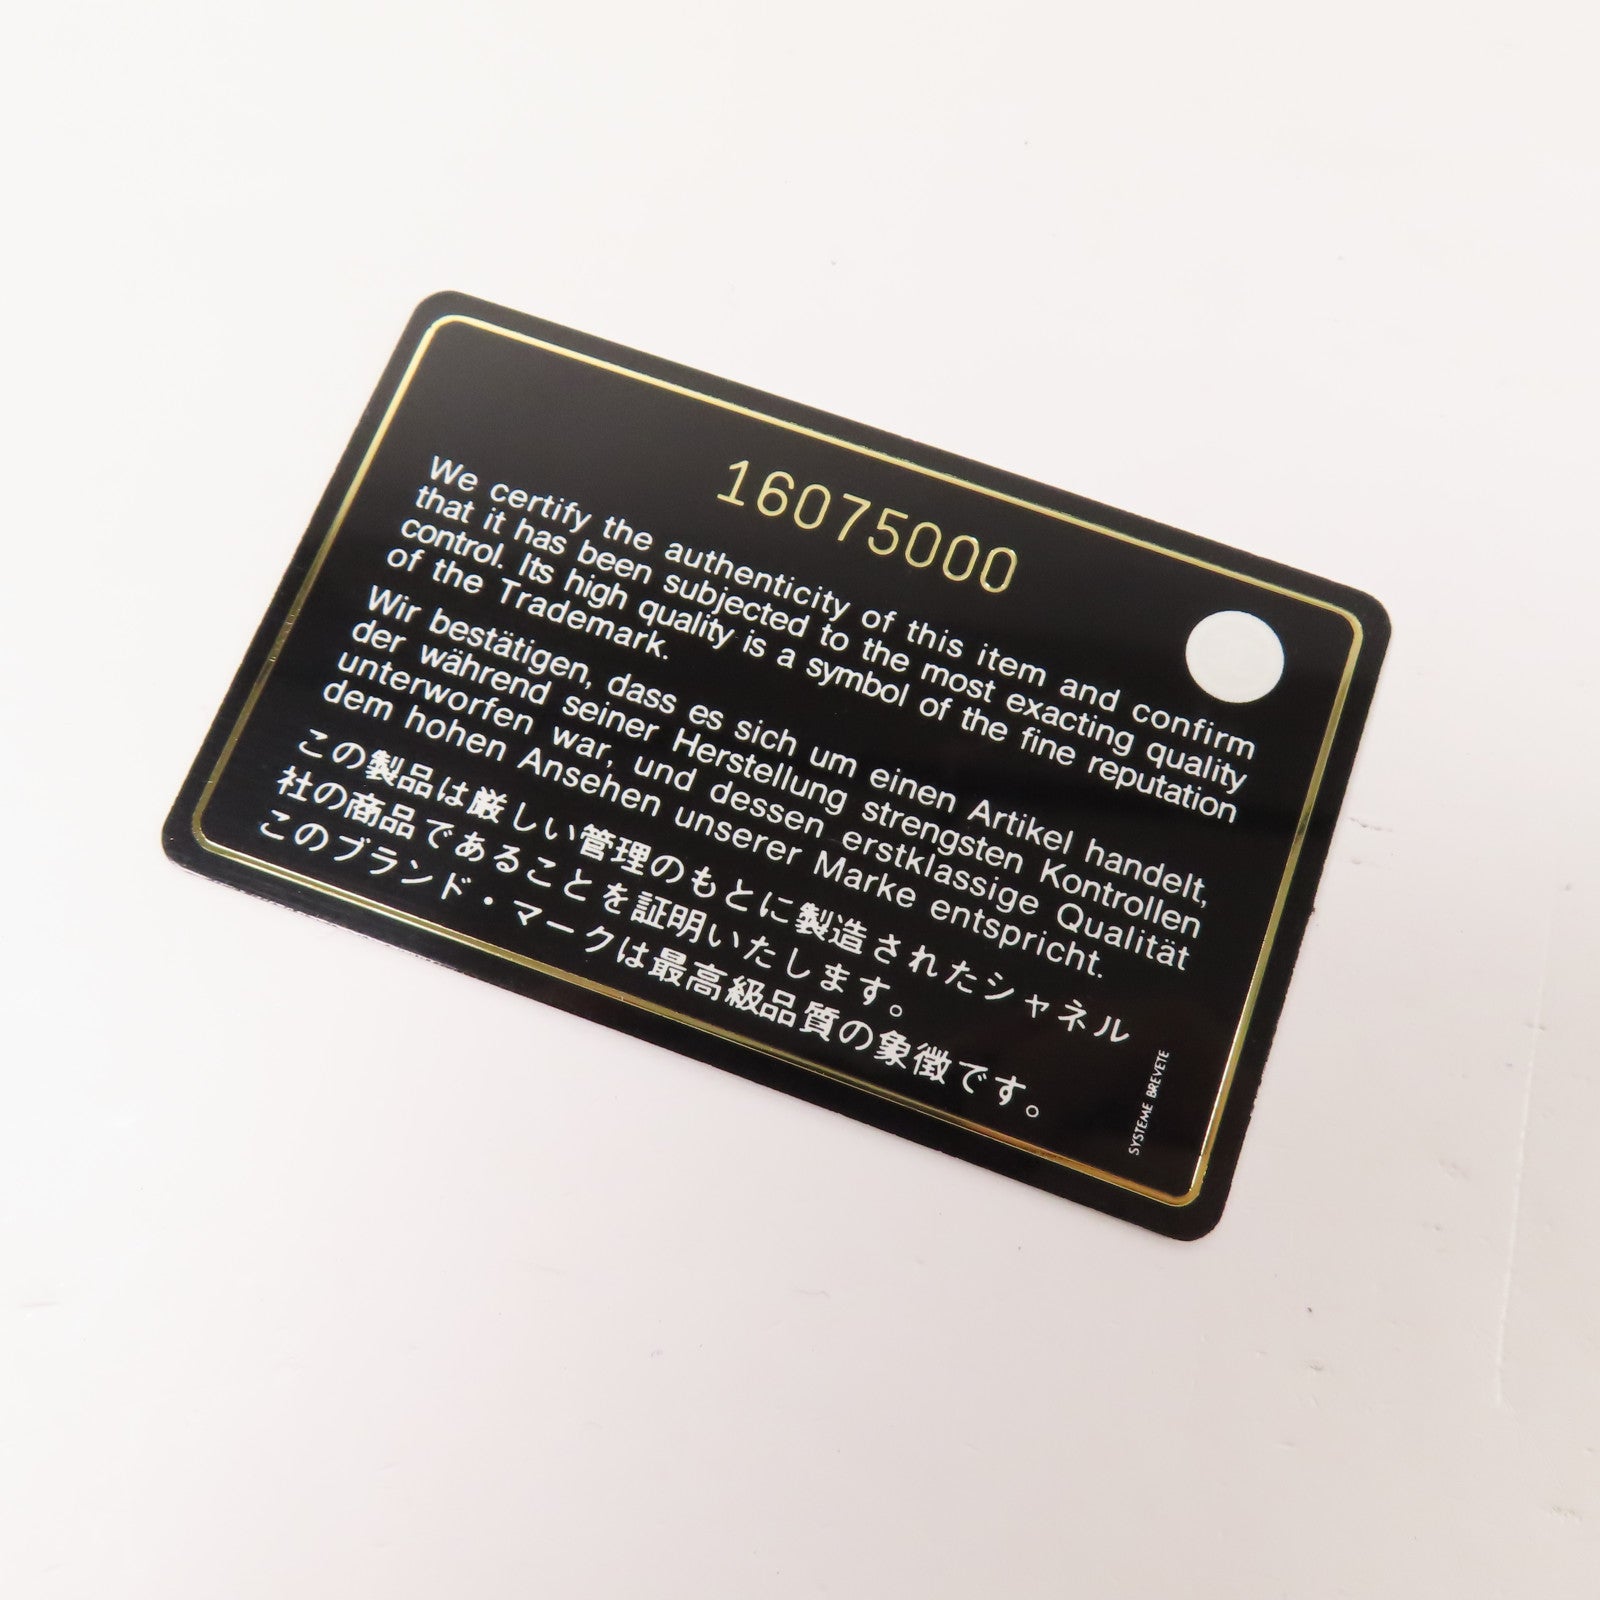 16075000
We certify the authenticity of this item and confirm
that it has been subjected to the most exacting quality
control. Its high quality is a symbol of the fine reputation
of the Trademark.
Wir bestätigen, dass es sich um einen Artikel handelt,
der während seiner Herstellung strengsten Kontrollen
unterworfen war, und dessen erstklassige Qualität
dem hohen Ansehen unserer Marke entspricht.
この製品は厳しい管理のもとに製造されたシャネル
社の商品であることを証明いたします。
このブランド・マークは最高級品質の象徴です。
SYSTEME BREVETE